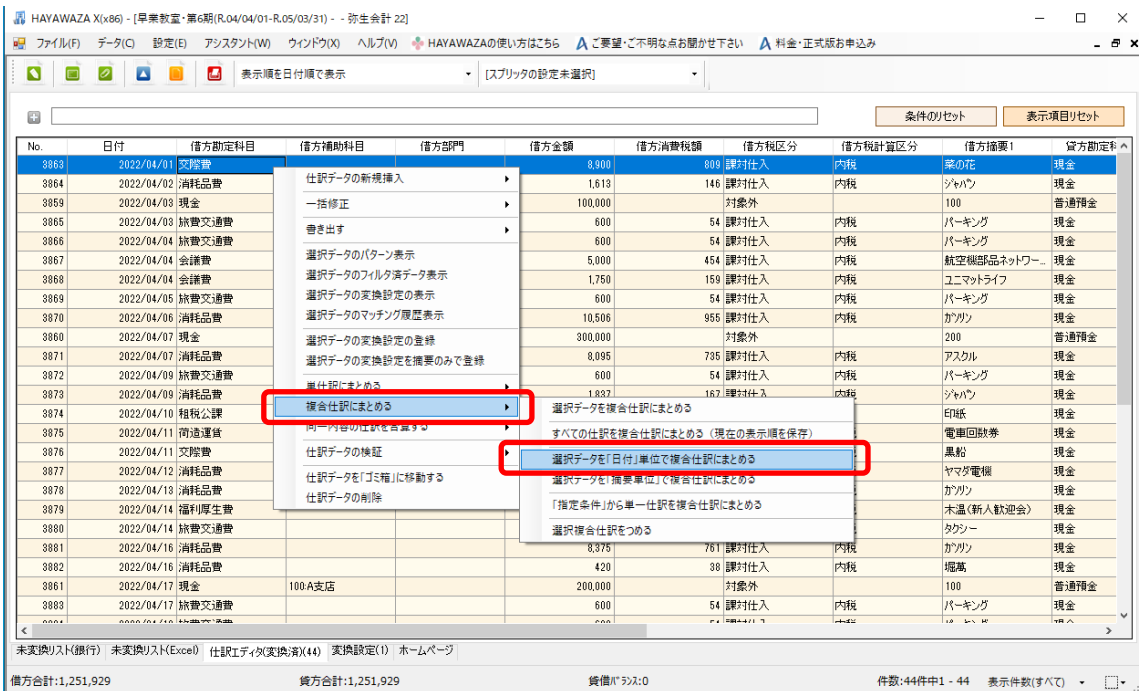 HAYAWAZA X(x86) - [早業教室・第6期(R.04/04/01-R.05/03/31) - - 弥生会計 22]
ファイル(F) データ(C) 設定(E) アシスタント(W) ウインドウ(X) ヘルプ(V) HAYAWAZAの使い方はこちら ご要望・ご不明な点お聞かせ下さい 料金・正式版お申込み
表示順を日付順で表示 [スプリッタの設定未選択]
条件のリセット 表示項目リセット
No. 日付 借方勘定科目 借方補助科目 借方部門 借方金額 借方消費税額 借方税区分 借方税計算区分 借方摘要1 貸方勘定科
3863 2022/04/01 交際費 8,900 809 課対仕入 内税 菜の花 現金
3864 2022/04/02 消耗品費 1,613 146 課対仕入 内税 ジャパン 現金
3859 2022/04/03 現金 100,000 対象外 100 普通預金
3865 2022/04/03 旅費交通費 600 54 課対仕入 内税 パーキング 現金
3866 2022/04/04 旅費交通費 600 54 課対仕入 内税 パーキング 現金
3867 2022/04/04 会議費 5,000 454 課対仕入 内税 航空機部品ネットワー... 現金
3868 2022/04/04 会議費 1,750 159 課対仕入 内税 ユニマットライフ 現金
3869 2022/04/05 旅費交通費 600 54 課対仕入 内税 パーキング 現金
3870 2022/04/06 消耗品費 10,506 955 課対仕入 内税 ガソリン 現金
3860 2022/04/07 現金 300,000 対象外 200 普通預金
3871 2022/04/07 消耗品費 8,095 735 課対仕入 内税 アスクル 現金
3872 2022/04/09 旅費交通費 600 54 課対仕入 内税 パーキング 現金
3873 2022/04/09 消耗品費 1,837 167 課対仕入 内税 ジャパン 現金
3874 2022/04/10 租税公課 印紙 現金
3875 2022/04/11 荷造運賃 電車回数券 現金
3876 2022/04/11 交際費 黒船 現金
3877 2022/04/12 消耗品費 ヤマダ電機 現金
3878 2022/04/13 消耗品費 ガソリン 現金
3879 2022/04/14 福利厚生費 木温(新人歓迎会) 現金
3880 2022/04/14 旅費交通費 タクシー 現金
3881 2022/04/16 消耗品費 8,375 761 課対仕入 内税 ガソリン 現金
3882 2022/04/16 消耗品費 420 38 課対仕入 内税 堀萬 現金
3861 2022/04/17 現金 100:A支店 200,000 対象外 100 普通預金
3883 2022/04/17 旅費交通費 600 54 課対仕入 内税 パーキング 現金
仕訳データの新規挿入
一括修正
書き出す
選択データのパターン表示
選択データのフィルタ済データ表示
選択データの変換設定の表示
選択データのマッチング履歴表示
選択データの変換設定の登録
選択データの変換設定を摘要のみで登録
単仕訳にまとめる
複合仕訳にまとめる
同一内容の仕訳を合算する
仕訳データの検証
仕訳データを「ゴミ箱」に移動する
仕訳データの削除
選択データを複合仕訳にまとめる
すべての仕訳を複合仕訳にまとめる(現在の表示順を保存)
選択データを「日付」単位で複合仕訳にまとめる
選択データを「摘要単位」で複合仕訳にまとめる
「指定条件」から単一仕訳を複合仕訳にまとめる
選択複合仕訳をつめる
未変換リスト(銀行) 未変換リスト(Excel) 仕訳エディタ(変換済)(44) 変換設定(1) ホームページ
借方合計:1,251,929 貸方合計:1,251,929 貸借バランス:0 件数:44件中1 - 44 表示件数(すべて)